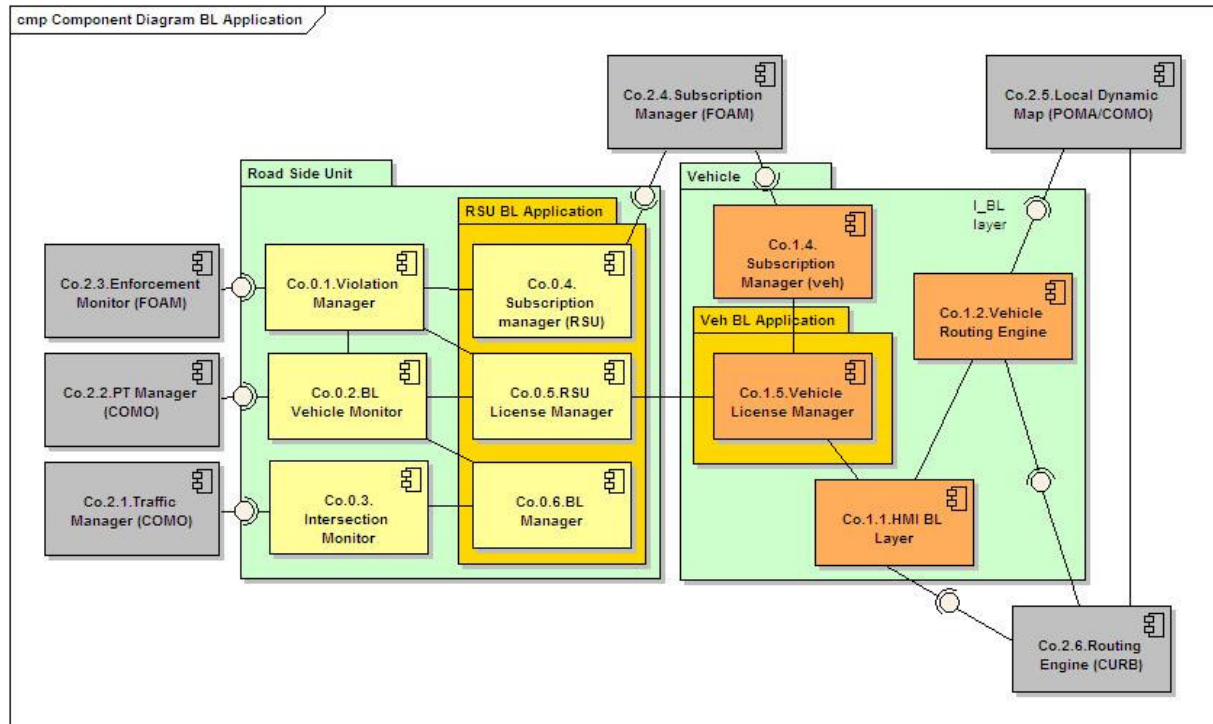 cmp Component Diagram BL Application
Co.2.4.Subscription
Manager (FOAM)
Co.2.5.Local Dynamic
Map (POMA/COMO)
Road Side Unit
Vehicle
RSU BL Application
I_BL
layer
Co.2.3.Enforcement
Monitor (FOAM)
Co.0.1.Violation
Manager
Co.0.4.
Subscription
manager (RSU)
Co.1.4.
Subscription
Manager (veh)
Co.1.2.Vehicle
Routing Engine
Veh BL Application
Co.2.2.PT Manager
(COMO)
Co.0.2.BL
Vehicle Monitor
Co.0.5.RSU
License Manager
Co.1.5.Vehicle
License Manager
Co.2.1.Traffic
Manager (COMO)
Co.0.3.
Intersection
Monitor
Co.0.6.BL
Manager
Co.1.1.HMI BL
Layer
Co.2.6.Routing
Engine (CURB)